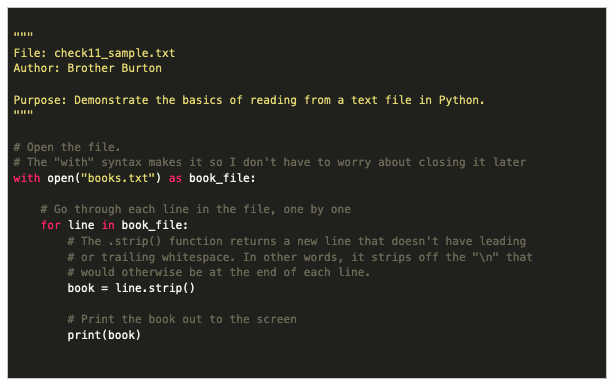 """
File: check11_sample.txt
Author: Brother Burton

Purpose: Demonstrate the basics of reading from a text file in Python.
"""

# Open the file.
# The "with" syntax makes it so I don't have to worry about closing it later
with open("books.txt") as book_file:

    # Go through each line in the file, one by one
    for line in book_file:
        # The .strip() function returns a new line that doesn't have leading
        # or trailing whitespace. In other words, it strips off the "\n" that
        # would otherwise be at the end of each line.
        book = line.strip()

        # Print the book out to the screen
        print(book)